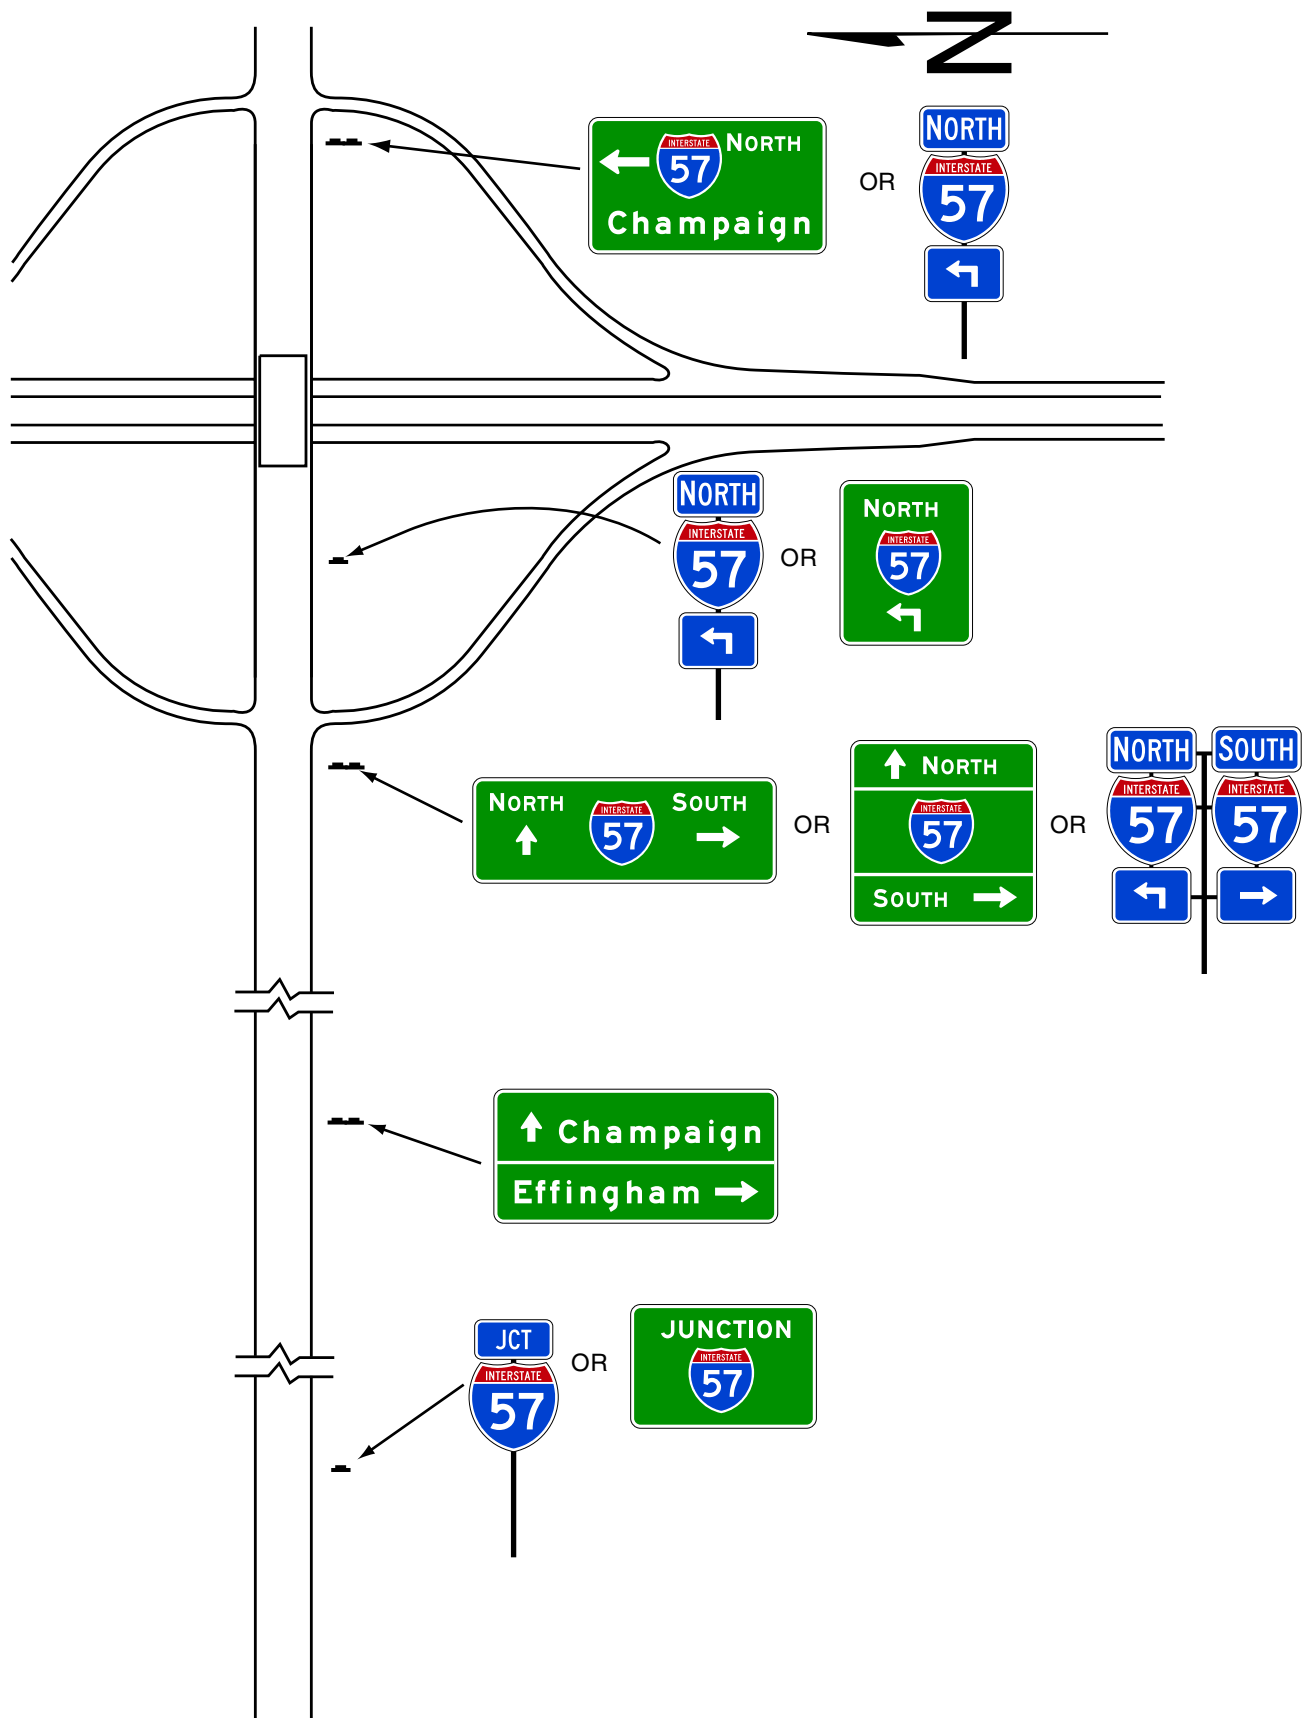 N
NORTH
INTERSTATE
57
Champaign
OR
NORTH
INTERSTATE
57
NORTH
INTERSTATE
57
OR
NORTH
INTERSTATE
57
NORTH
SOUTH
INTERSTATE
57
OR
NORTH
INTERSTATE
57
SOUTH
OR
NORTH
INTERSTATE
57
SOUTH
INTERSTATE
57
Champaign
Effingham
JCT
INTERSTATE
57
OR
JUNCTION
INTERSTATE
57